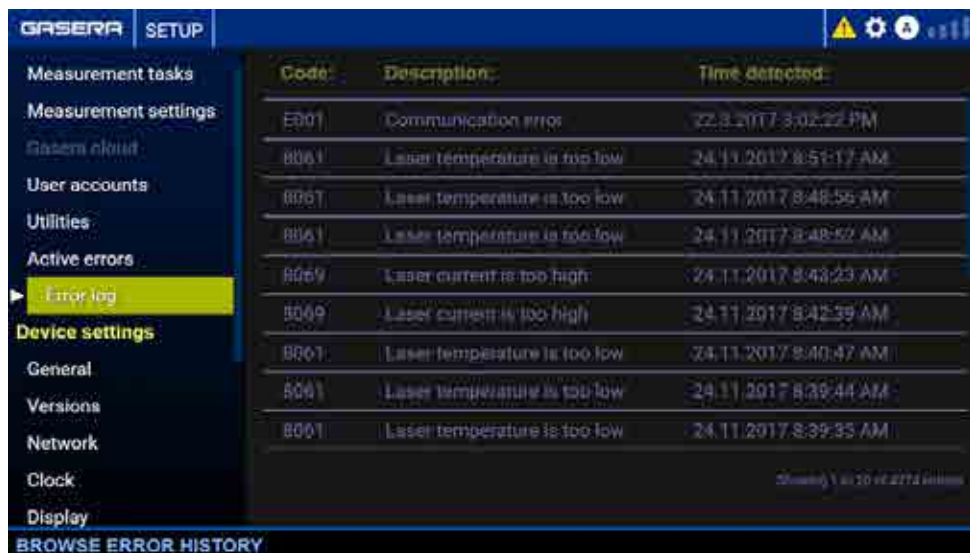 GASERA SETUP
A
Measurement tasks
Measurement settings
Gasera cloud
User accounts
Utilities
Active errors
Error log
Device settings
General
Versions
Network
Clock
Display
Code: Description: Time detected:
E001 Communication error 22.3.2017 3:02:22 PM
8061 Laser temperature is too low 24.11.2017 8:51:17 AM
8061 Laser temperature is too low 24.11.2017 8:48:56 AM
8061 Laser temperature is too low 24.11.2017 8:48:52 AM
8069 Laser current is too high 24.11.2017 8:43:23 AM
8069 Laser current is too high 24.11.2017 8:42:39 AM
8061 Laser temperature is too low 24.11.2017 8:40:47 AM
8061 Laser temperature is too low 24.11.2017 8:39:44 AM
8061 Laser temperature is too low 24.11.2017 8:39:35 AM
Showing 1 to 10 of entries
BROWSE ERROR HISTORY